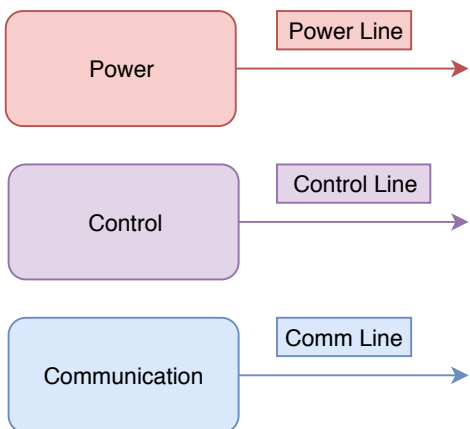 Power Line
Power
Control Line
Control
Comm Line
Communication